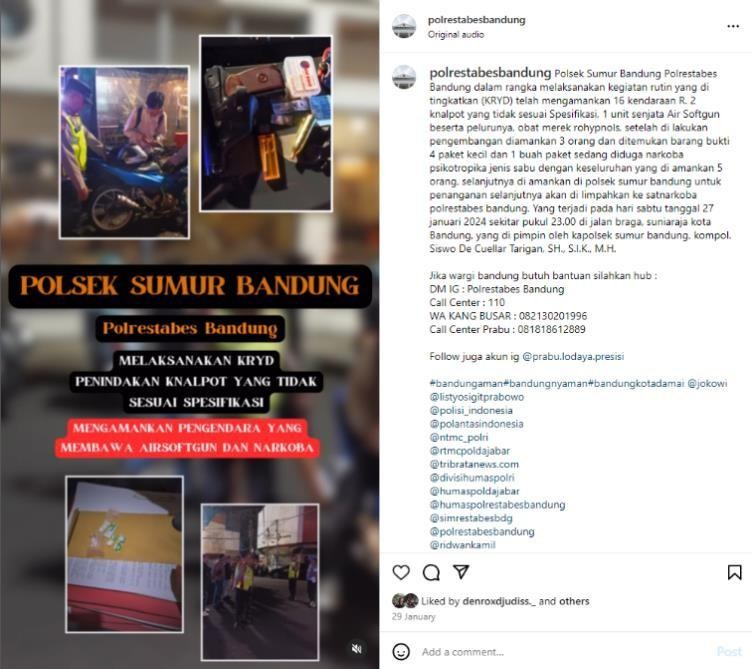 POLSEK SUMUR BANDUNG
Polrestabes Bandung
MELAKSANAKAN KRYD
PENINDAKAN KNALPOT YANG TIDAK
SESUAI SPESIFIKASI
MENGAMANKAN PENGENDARA YANG
MEMBAWA AIRSOFTGUN DAN NARKOBA
polrestabesbandung
Original audio
polrestabesbandung Polsek Sumur Bandung Polrestabes
Bandung dalam rangka melaksanakan kegiatan rutin yang di
tingkatkan (KRYD) telah mengamankan 16 kendaraan R. 2
knalpot yang tidak sesuai Spesifikasi, 1 unit senjata Air Softgun
beserta pelurunya, obat merek rohypnols, setelah di lakukan
pengembangan diamankan 3 orang dan ditemukan barang bukti
4 paket kecil dan 1 buah paket sedang diduga narkoba
psikotropika jenis sabu dengan keseluruhan yang di amankan 5
orang, selanjutnya di amankan di polsek sumur bandung untuk
penanganan selanjutnya akan di limpahkan ke satnarkoba
polrestabes bandung. Yang terjadi pada hari sabtu tanggal 27
januari 2024 sekitar pukul 23.00 di jalan braga, suniaraja kota
Bandung, yang di pimpin oleh kapolsek sumur bandung, kompol.
Siswo De Cuellar Tarigan, SH., S.I.K., M.H.
Jika wargi bandung butuh bantuan silahkan hub :
DM IG : Polrestabes Bandung
Call Center : 110
WA KANG BUSAR : 082130201996
Call Center Prabu : 081818612889
Follow juga akun ig @prabu.lodaya.presisi
#bandungaman#bandungnyaman#bandungkotadamai @jokowi
@listyosigitprabowo
@polisi_indonesia
@polantasindonesia
@ntmc_polri
@rtmcpoldajabar
@tribratanews.com
@divisihumaspolri
@humaspoldajabar
@humaspolrestabesbandung
@simrestabesbdg
@polrestabesbandung
@ridwankamil
Liked by denroxdjudiss._ and others
29 January
Add a comment...
Post